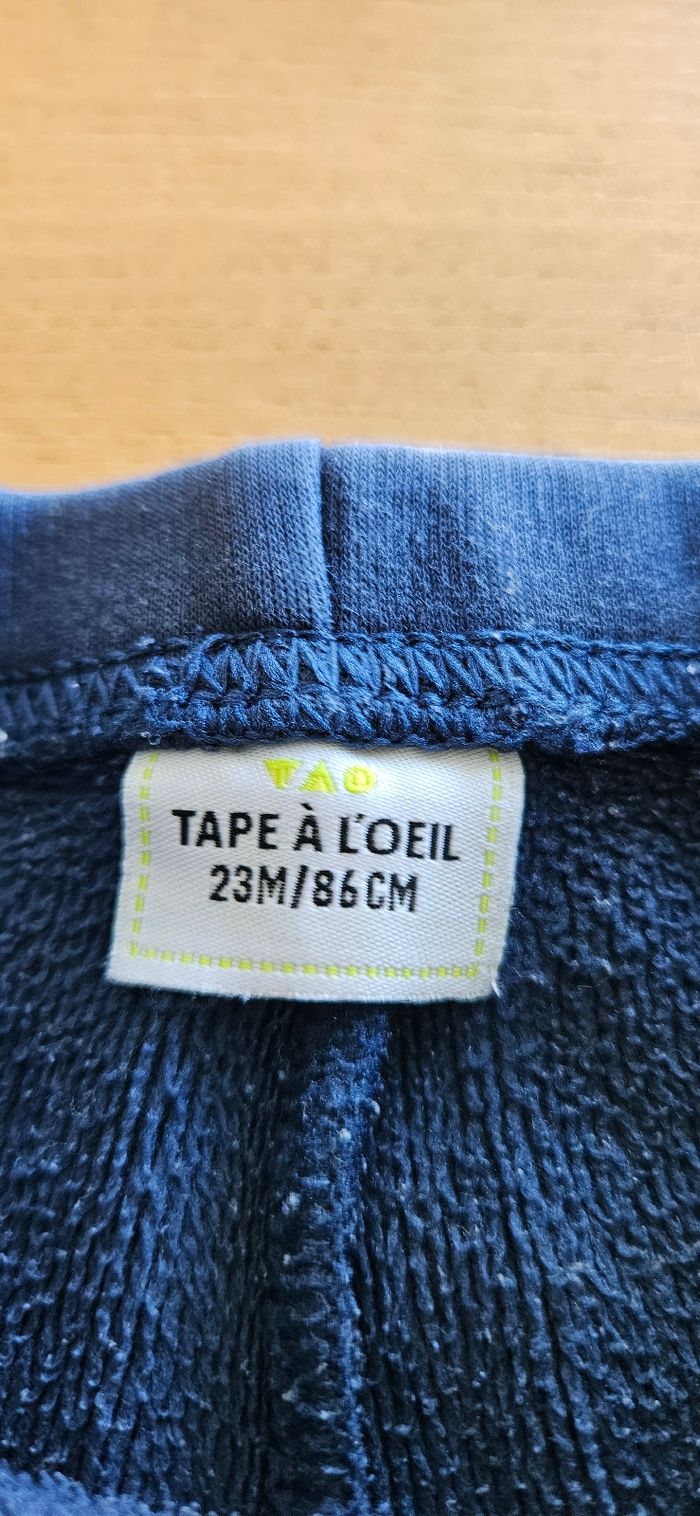 TAO
TAPE À L'OEIL
23M/86CM